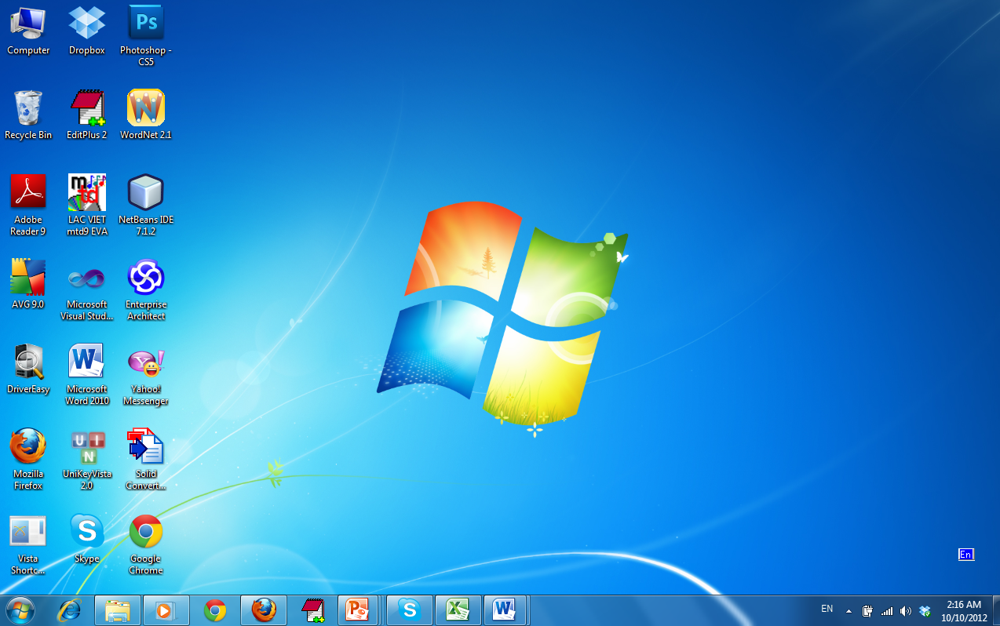 Computer
Dropbox
Ps
Photoshop -
CS5
Recycle Bin
EditPlus 2
W
WordNet 2.1
Adobe
Reader 9
mtd
LAC VIET
mtd9 EVA
NetBeans IDE
7.1.2
AVG 9.0
Microsoft
Visual Stud...
Enterprise
Architect
DriverEasy
W
Microsoft
Word 2010
Y!
Yahoo!
Messenger
Mozilla
Firefox
U I
N
UniKeyVista
2.0
Solid
Convert...
Vista
Shortc...
S
Skype
Google
Chrome
En
P
S
X
W
EN
2:16 AM
10/10/2012